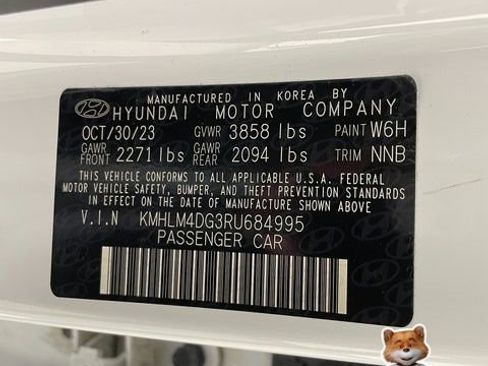 MANUFACTURED IN KOREA BY
HYUNDAI MOTOR COMPANY
OCT/30/23 GVWR 3858 lbs PAINT W6H
GAWR FRONT 2271 lbs GAWR REAR 2094 lbs TRIM NNB
THIS VEHICLE CONFORMS TO ALL APPLICABLE U.S.A. FEDERAL
MOTOR VEHICLE SAFETY, BUMPER, AND THEFT PREVENTION STANDARDS
IN EFFECT ON THE DATE OF MANUFACTURE SHOWN ABOVE.
V.I.N KMHLM4DG3RU684995
PASSENGER CAR